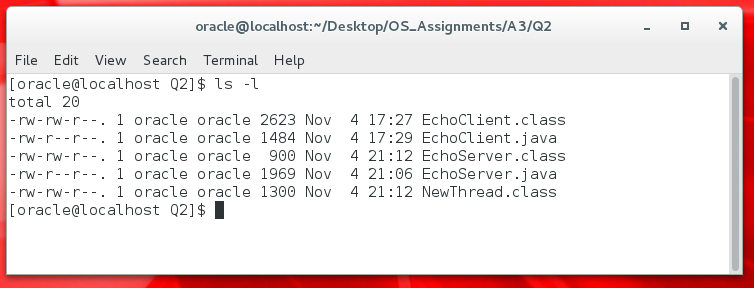 oracle@localhost:~/Desktop/OS_Assignments/A3/Q2
File Edit View Search Terminal Help
[oracle@localhost Q2]$ ls -l
total 20
-rw-rw-r--. 1 oracle oracle 2623 Nov  4 17:27 EchoClient.class
-rw-r--r--. 1 oracle oracle 1484 Nov  4 17:29 EchoClient.java
-rw-rw-r--. 1 oracle oracle  900 Nov  4 21:12 EchoServer.class
-rw-r--r--. 1 oracle oracle 1969 Nov  4 21:06 EchoServer.java
-rw-rw-r--. 1 oracle oracle 1300 Nov  4 21:12 NewThread.class
[oracle@localhost Q2]$